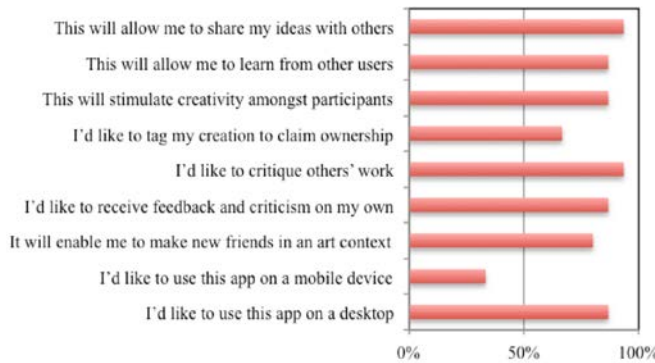 This will allow me to share my ideas with others
This will allow me to learn from other users
This will stimulate creativity amongst participants
I'd like to tag my creation to claim ownership
I'd like to critique others' work
I'd like to receive feedback and criticism on my own
It will enable me to make new friends in an art context
I'd like to use this app on a mobile device
I'd like to use this app on a desktop
0% 50% 100%